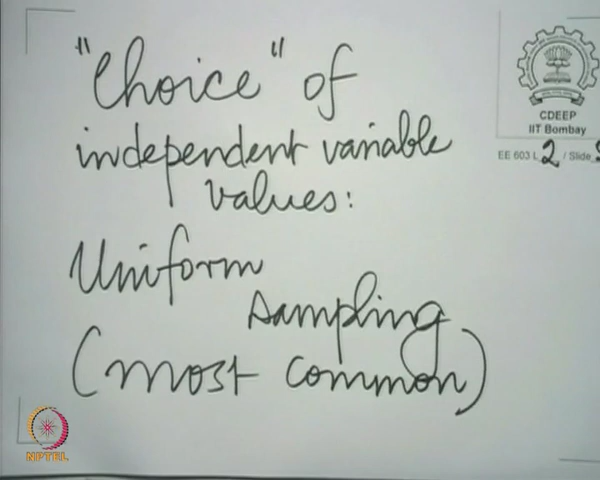 "Choice" of
independent variable
values:
Uniform
sampling
(most common)
CDEEP
IIT Bombay
EE 603 L 2 / Slide
NPTEL